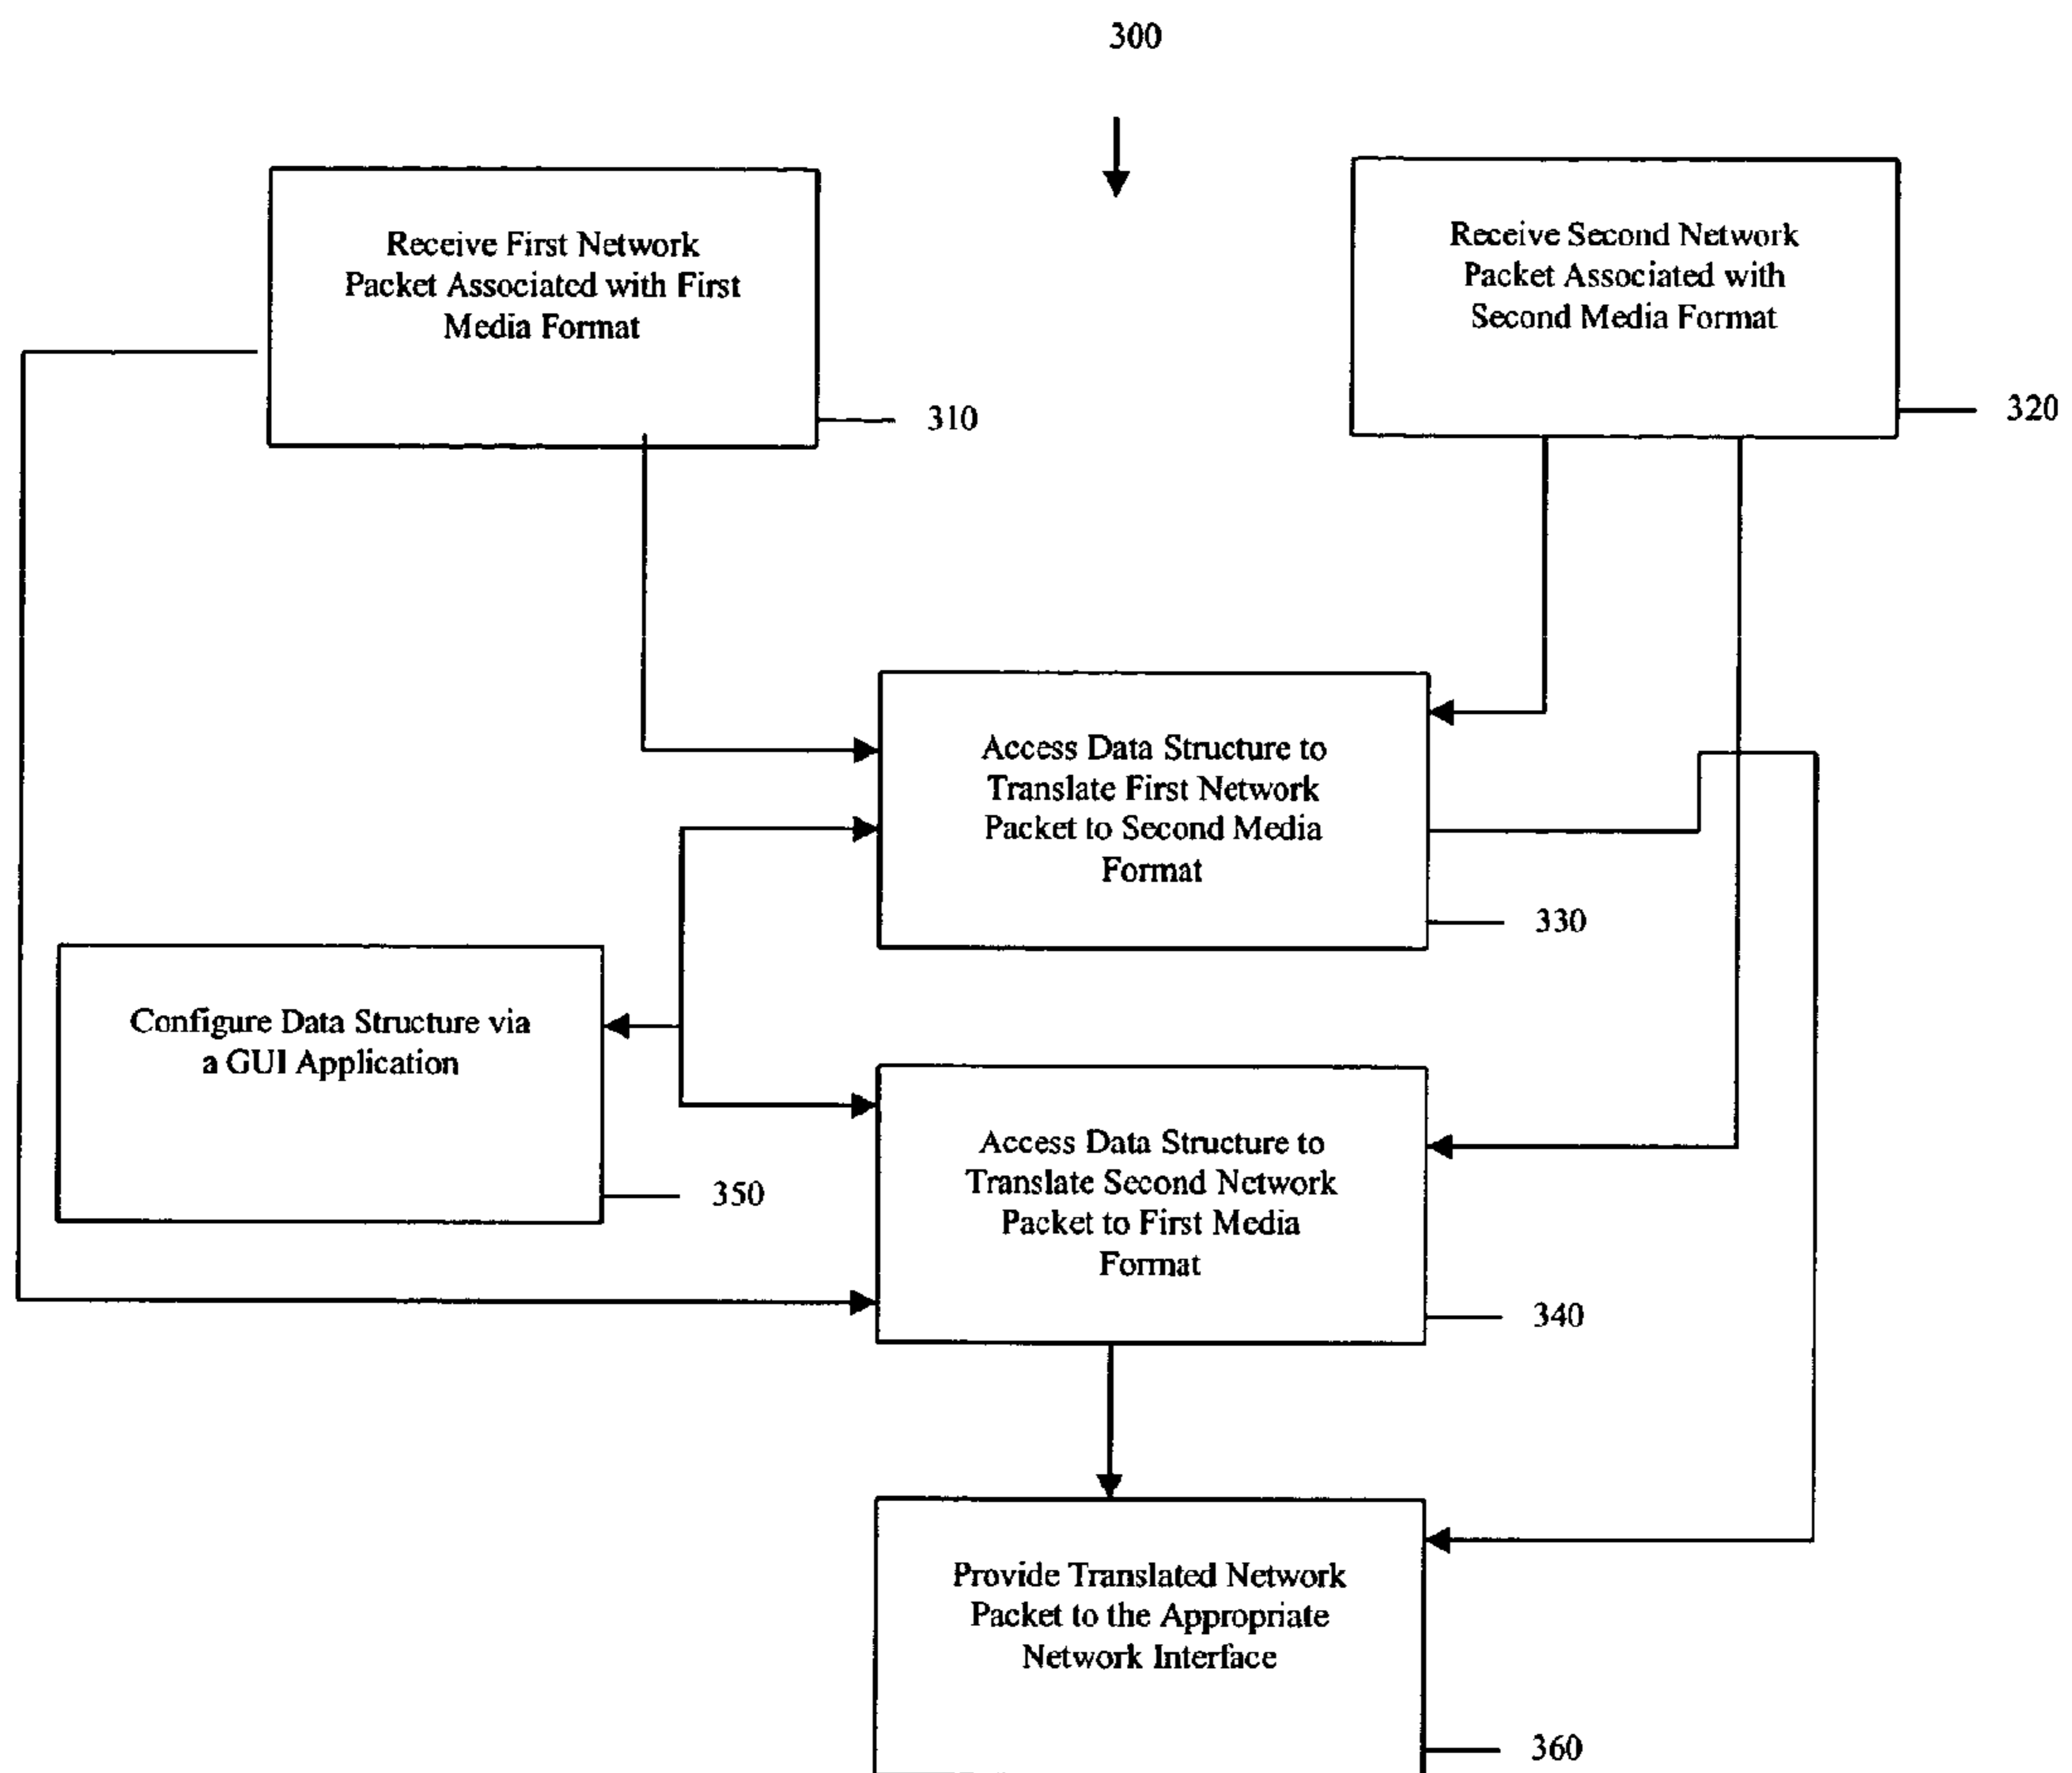 300
Receive First Network
Packet Associated with First
Media Format
310
Receive Second Network
Packet Associated with
Second Media Format
320
Access Data Structure to
Translate First Network
Packet to Second Media
Format
330
Configure Data Structure via
a GUI Application
350
Access Data Structure to
Translate Second Network
Packet to First Media
Format
340
Provide Translated Network
Packet to the Appropriate
Network Interface
360